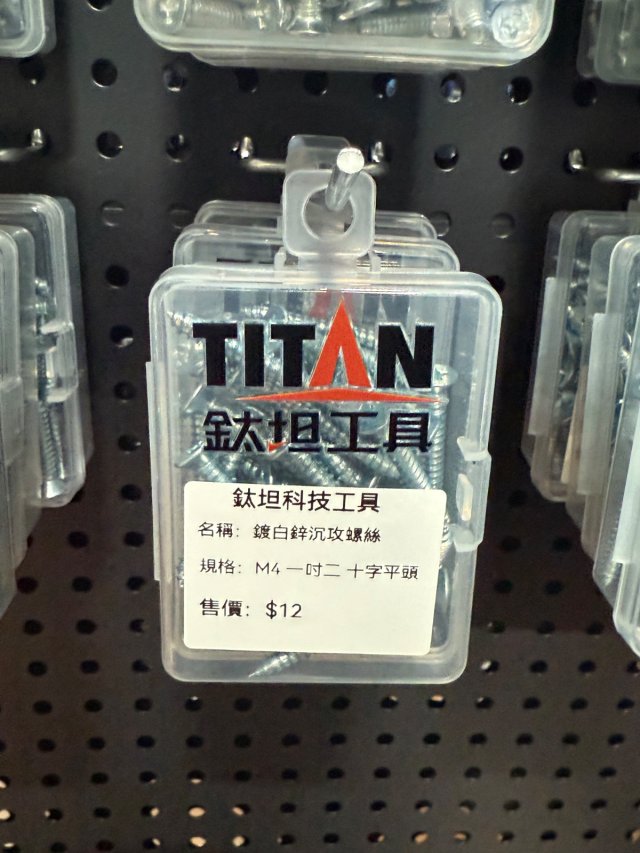 TITAN
鈦坦工具
鈦坦科技工具
名稱：鍍白鋅沉攻螺絲
規格：M4 一吋二 十字平頭
售價：$12